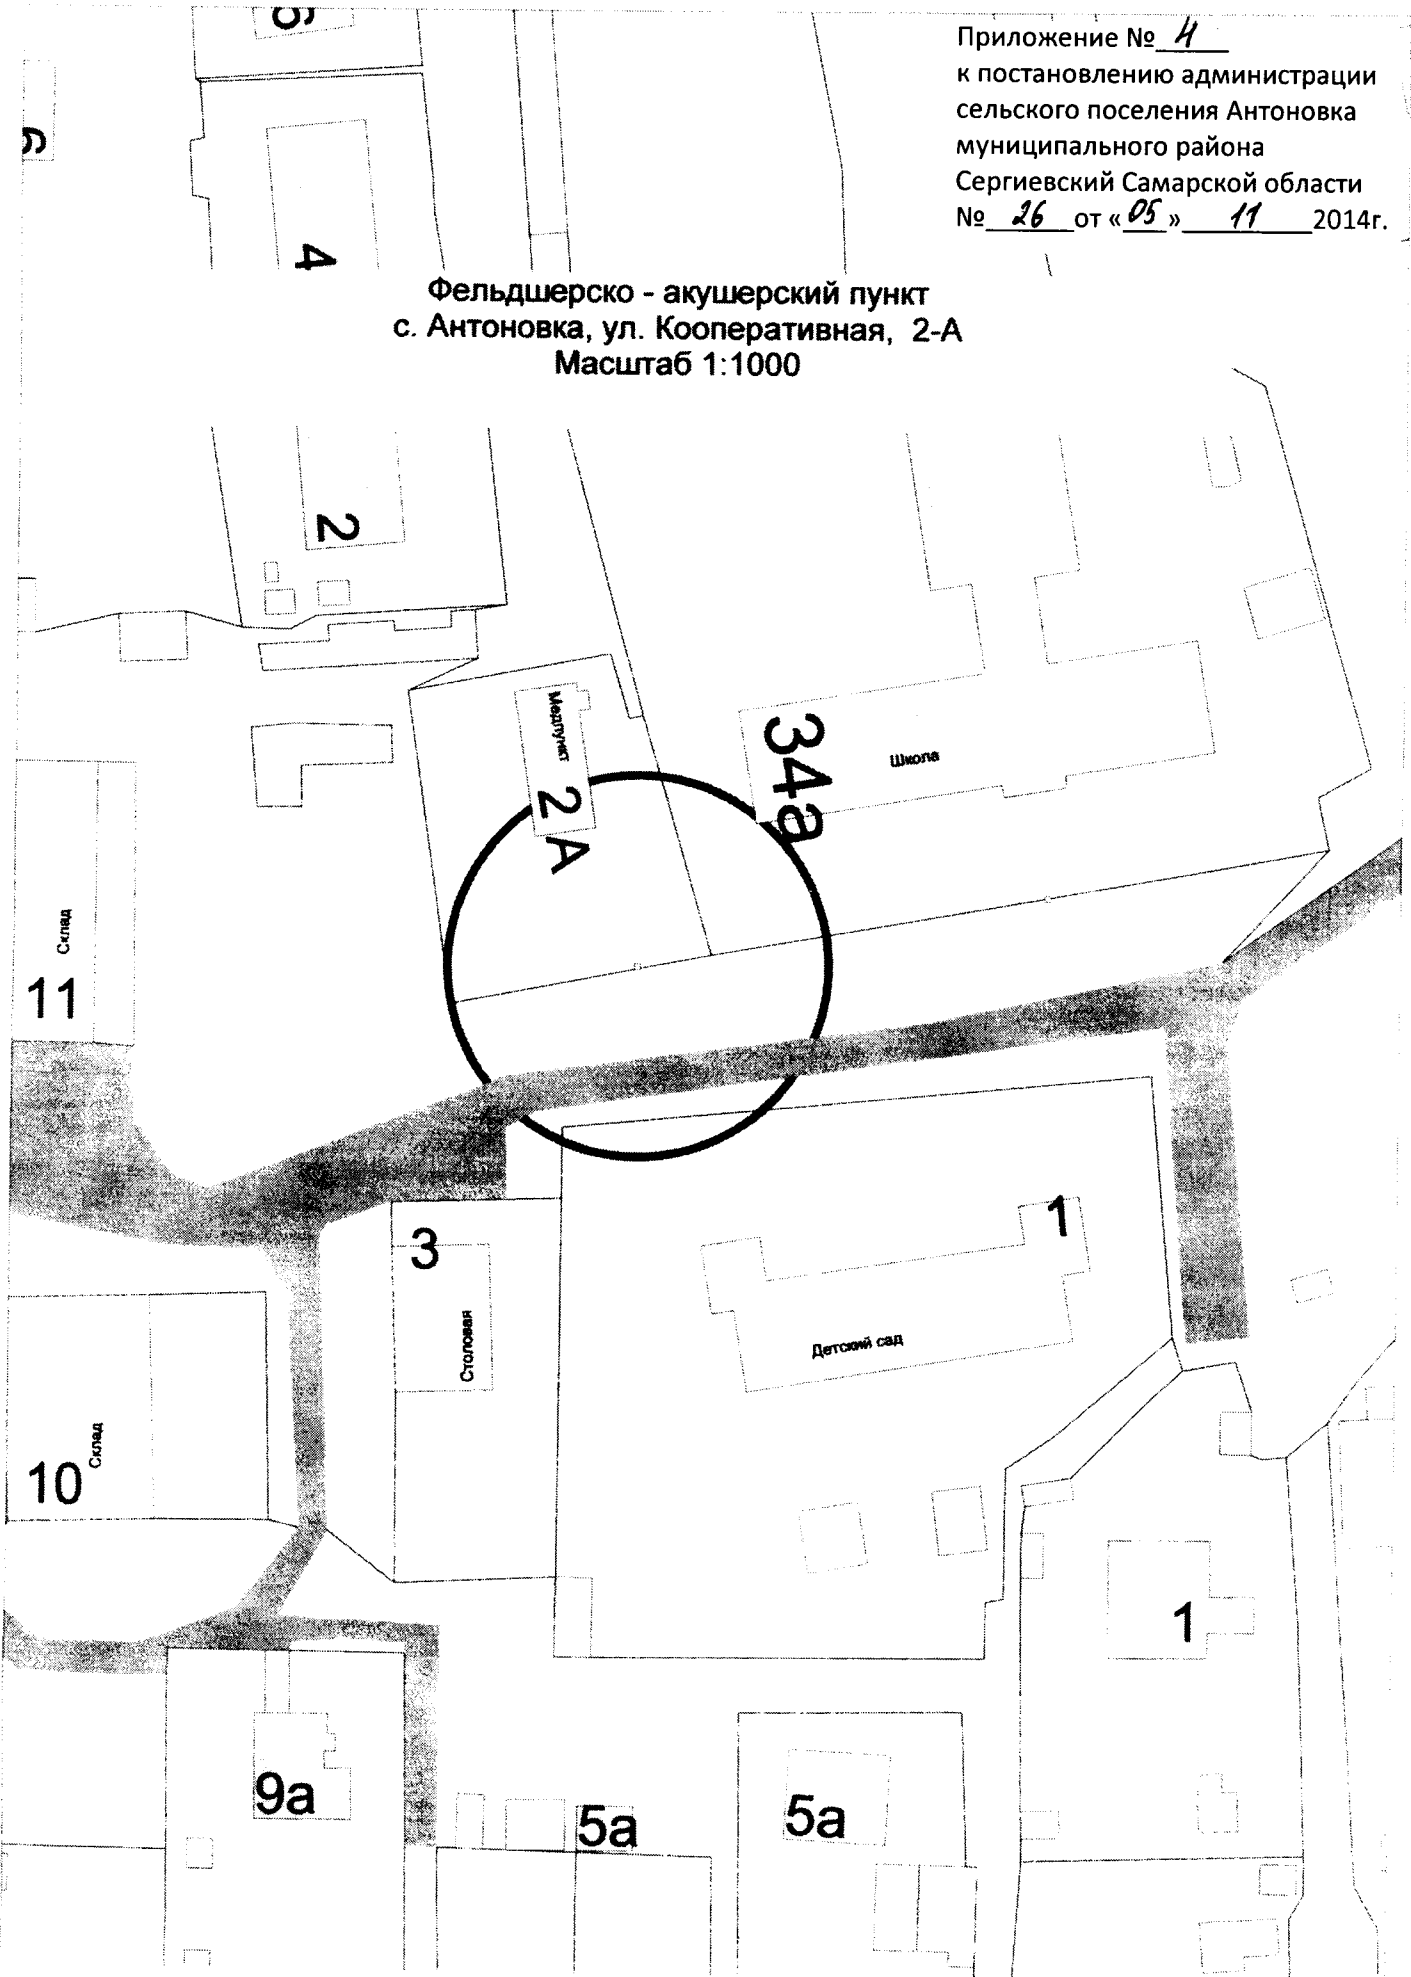 Приложение № 4
к постановлению администрации
сельского поселения Антоновка
муниципального района
Сергиевский Самарской области
№ 26 от «05» 11 2014г.
6
6
4
Фельдшерско - акушерский пункт
с. Антоновка, ул. Кооперативная, 2-А
Масштаб 1:1000
2
Медпункт
2 А
34а
Школа
Склад
11
3
Столовая
1
Детский сад
Склад
10
1
9а
5а
5а